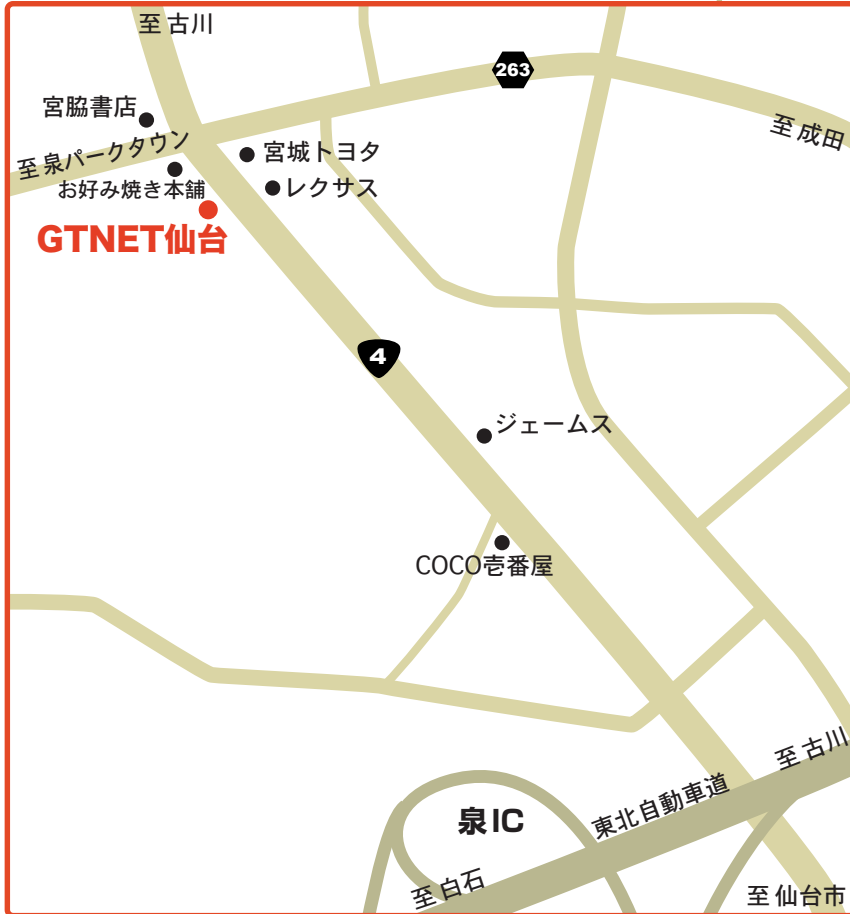 至 古川
263
宮脇書店
至 成田
至 泉パークタウン
宮城トヨタ
お好み焼き本舗
レクサス
GTNET仙台
4
ジェームス
COCO壱番屋
至 古川
東北自動車道
泉IC
至 白石
至 仙台市